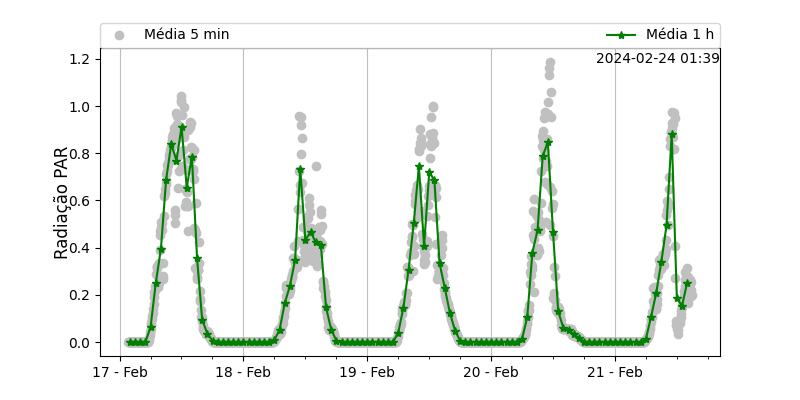 Média 5 min
Média 1 h
2024-02-24 01:39
Radiação PAR
1.2
1.0
0.8
0.6
0.4
0.2
0.0
17 - Feb
18 - Feb
19 - Feb
20 - Feb
21 - Feb